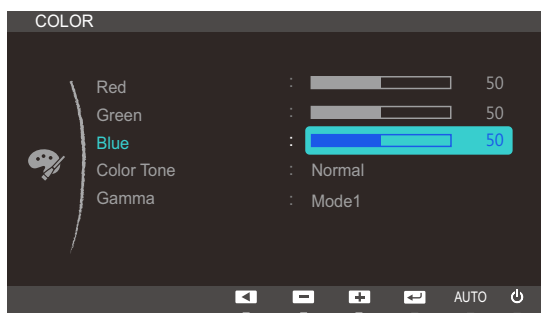 COLOR
Red : 50
Green : 50
Blue : 50
Color Tone : Normal
Gamma : Mode1
AUTO